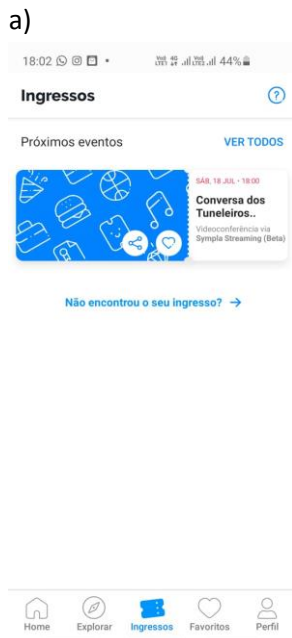 a)
18:02
44%
Ingressos
?
Próximos eventos
VER TODOS
SÁB, 18 JUL - 18:00
Conversa dos
Tuneleiros..
Videoconferência via
Sympla Streaming (Beta)
Não encontrou o seu ingresso? →
Home Explorar Ingressos Favoritos Perfil